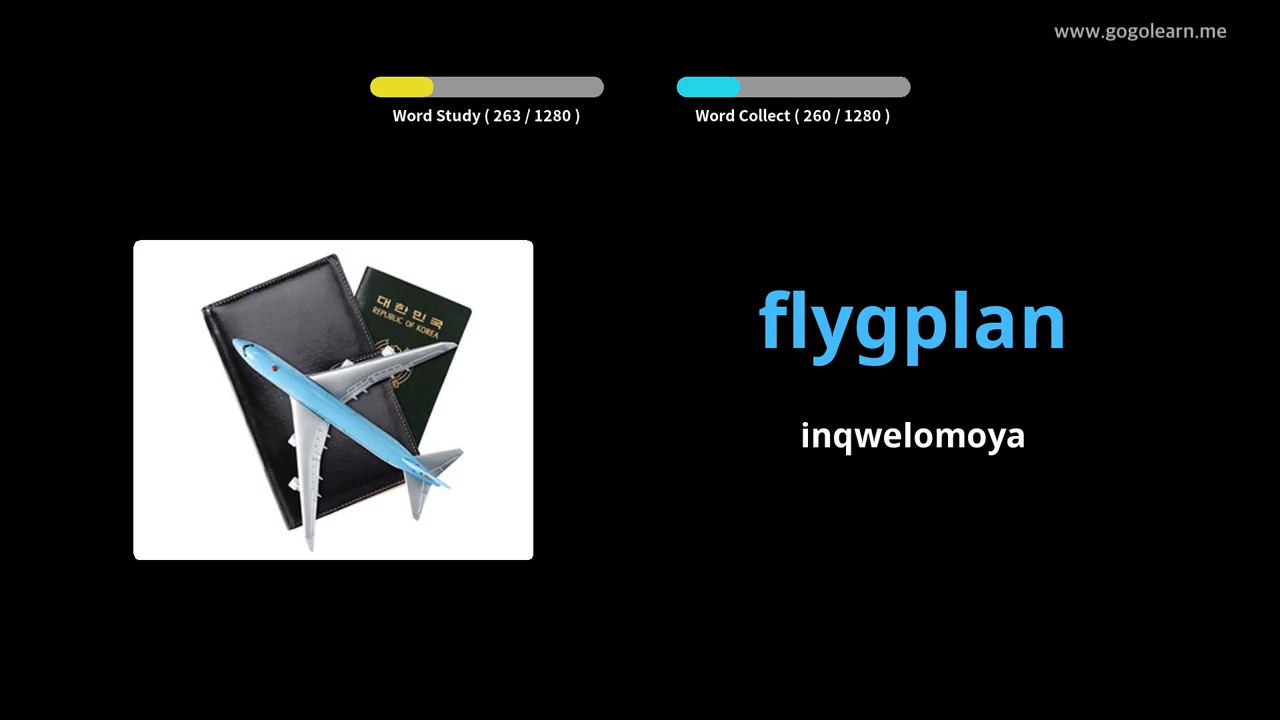 www.gogolearn.me
Word Study ( 263 / 1280 )
Word Collect ( 260 / 1280 )
대한민국
REPUBLIC OF KOREA
flygplan
inqwelomoya